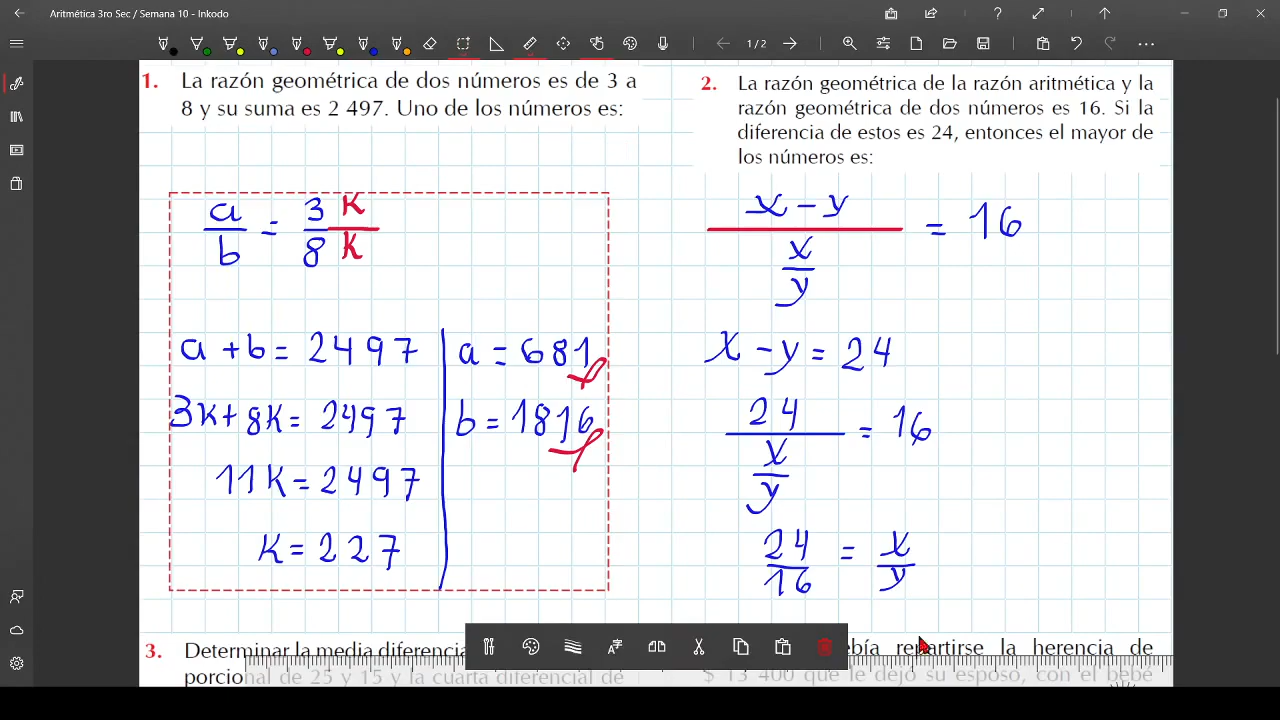 Aritmética 3ro Sec / Semana 10 - Inkodo
1/2
1. La razón geométrica de dos números es de 3 a
8 y su suma es 2 497. Uno de los números es:
a/b = 3/8 K/K
a + b = 2497
3K + 8K = 2497
11K = 2497
K = 227
a = 681
b = 1816
2. La razón geométrica de la razón aritmética y la
razón geométrica de dos números es 16. Si la
diferencia de estos es 24, entonces el mayor de
los números es:
x - y
x/y
= 16
x - y = 24
24
x/y
= 16
24/16 = x/y
3. Determinar la media diferencia
porcional de 25 y 15 y la cuarta diferencial de
bía repartirse la herencia de
$ 13 400 que le dejó su esposo, con el bebé